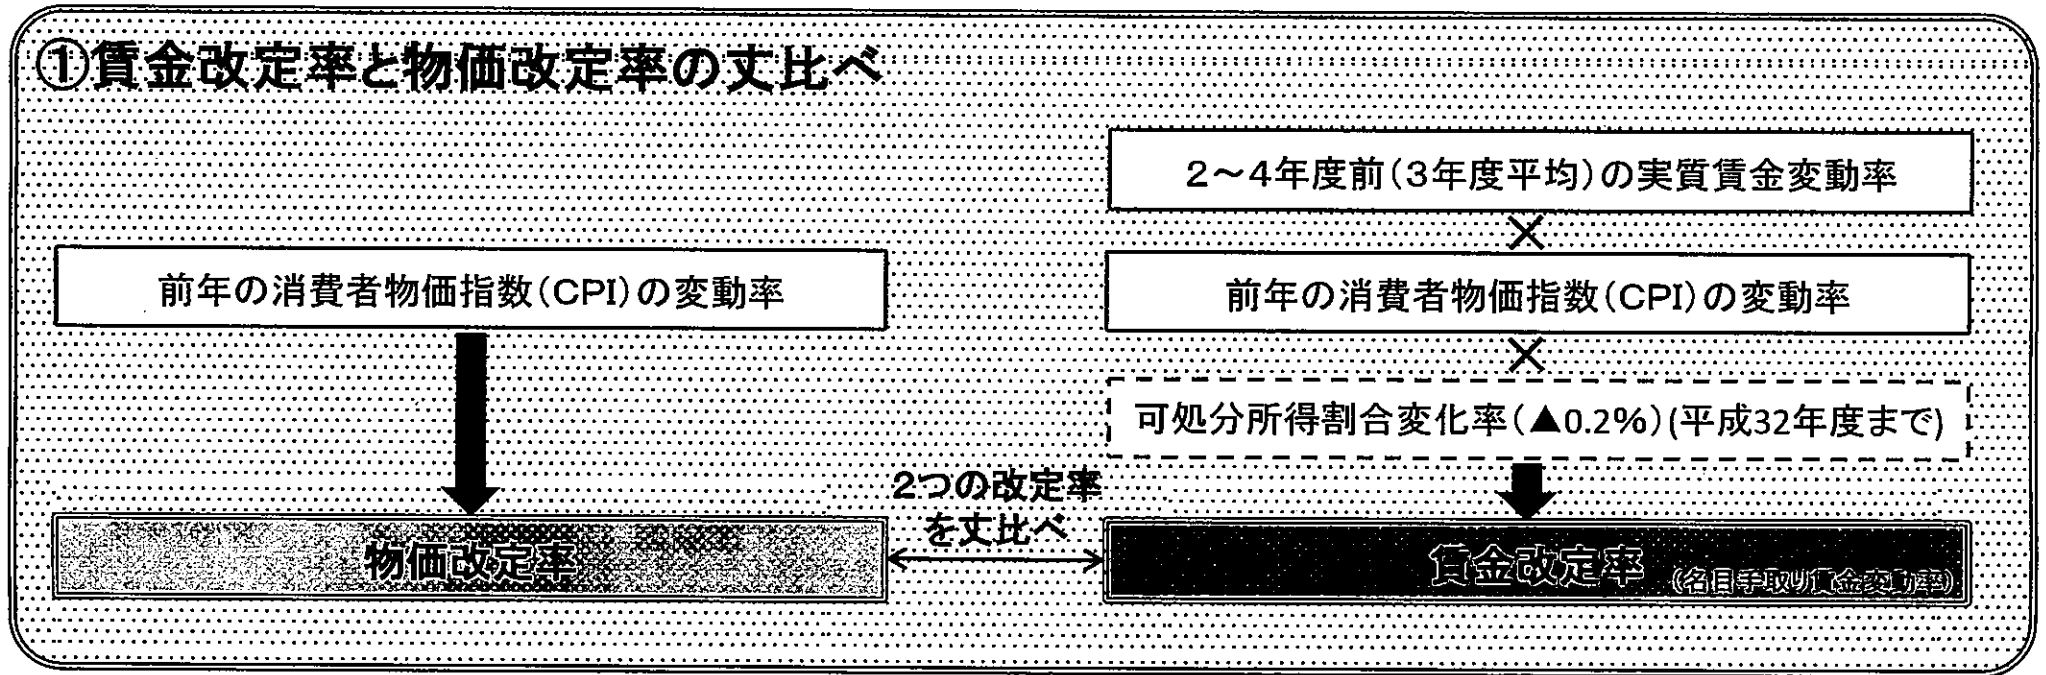 ①賃金改定率と物価改定率の丈比べ
前年の消費者物価指数(CPI)の変動率
物価改定率
2つの改定率
を丈比べ
2〜4年度前(3年度平均)の実質賃金変動率
×
前年の消費者物価指数(CPI)の変動率
×
可処分所得割合変化率(▲0.2%)(平成32年度まで)
賃金改定率 (名目手取り賃金変動率)